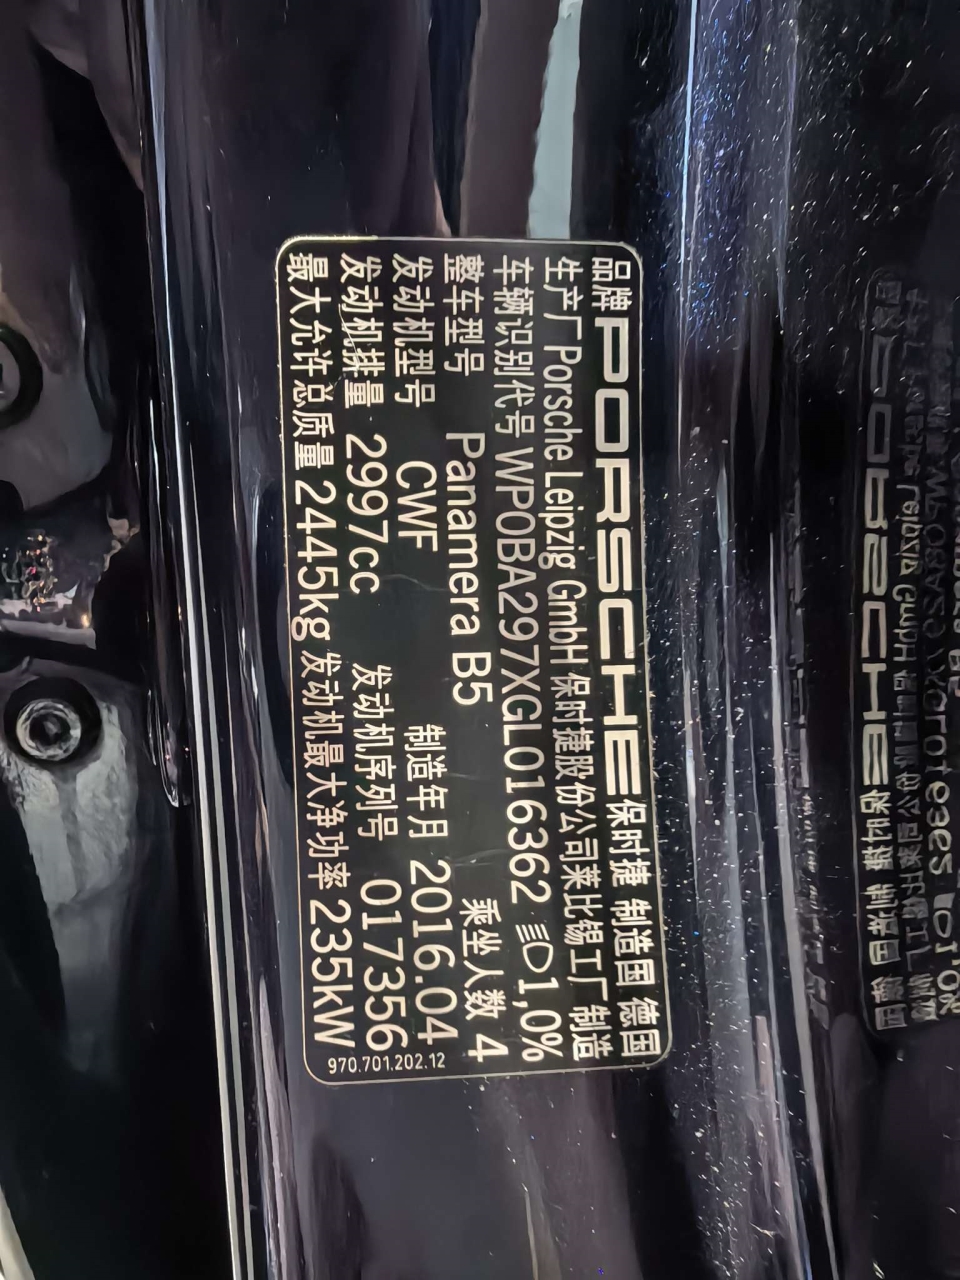 品牌 PORSCHE 保时捷 制造国 德国
生产厂 Porsche Leipzig GmbH 保时捷股份公司莱比锡工厂 制造
车辆识别代号 WP0BA297XGL016362 1,0%
整车型号 Panamera B5 乘坐人数 4
发动机型号 CWF 制造年月 2016.04
发动机排量 2997cc 发动机序列号 017356
最大允许总质量 2445kg 发动机最大净功率 235kW
970.701.202.12